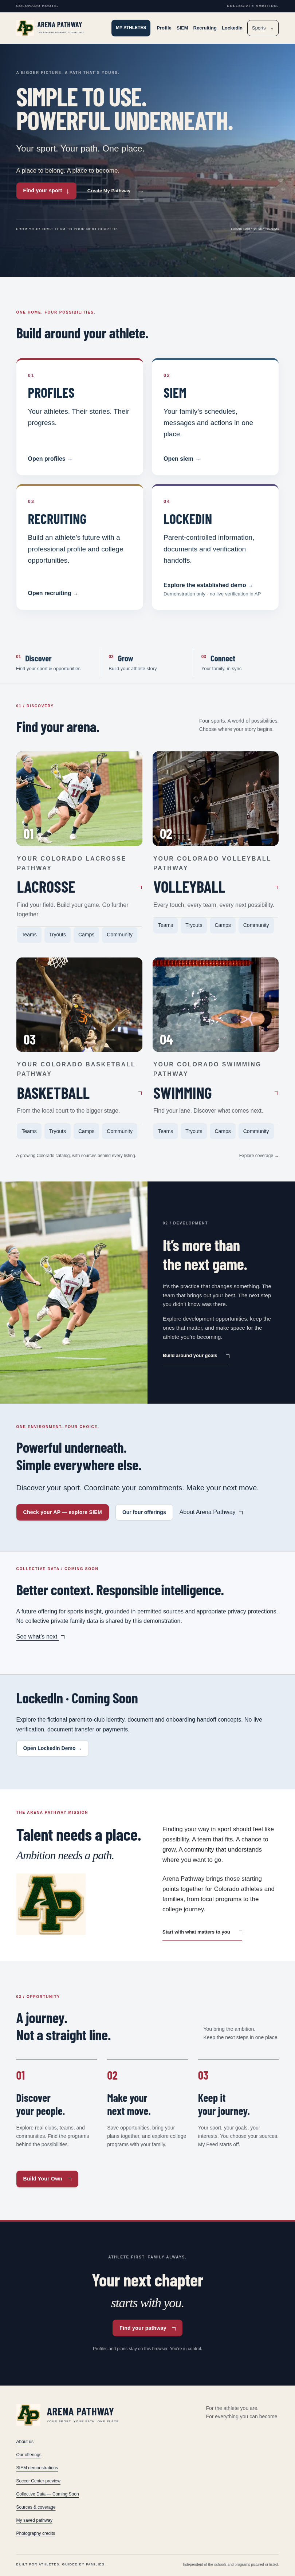 COLORADO ROOTS.
COLLEGIATE AMBITION.
AP
ARENA PATHWAY
MY ATHLETES
Profile
SIEM
Recruiting
LockedIn
Sports
A BIGGER PICTURE. A PATH THAT'S YOURS.
SIMPLE TO USE.
POWERFUL UNDERNEATH.
Your sport. Your path. One place.
A place to belong. A place to become.
Find your sport ↓
Create My Pathway →
FROM YOUR FIRST TEAM TO YOUR NEXT CHAPTER.
ONE HOME. FOUR POSSIBILITIES.
Build around your athlete.
01
PROFILES
Your athletes. Their stories. Their
progress.
Open profiles →
02
SIEM
Your family's schedules,
messages and actions in one
place.
Open siem →
03
RECRUITING
Build an athlete's future with a
professional profile and college
opportunities.
Open recruiting →
04
LOCKEDIN
Parent-controlled information,
documents and verification
handoffs.
Explore the established demo →
Demonstration only · no live verification in AP
01 Discover
Find your sport & opportunities
02 Grow
Build your athlete story
03 Connect
Your family, in sync
01 / DISCOVERY
Find your arena.
Four sports. A world of possibilities.
Choose where your story begins.
01
YOUR COLORADO LACROSSE
PATHWAY
LACROSSE
Find your field. Build your game. Go further
together.
Teams
Tryouts
Camps
Community
02
YOUR COLORADO VOLLEYBALL
PATHWAY
VOLLEYBALL
Every touch, every team, every next possibility.
Teams
Tryouts
Camps
Community
03
YOUR COLORADO BASKETBALL
PATHWAY
BASKETBALL
From the local court to the bigger stage.
Teams
Tryouts
Camps
Community
04
YOUR COLORADO SWIMMING
PATHWAY
SWIMMING
Find your lane. Discover what comes next.
Teams
Tryouts
Camps
Community
A growing Colorado catalog, with sources behind every listing.
Explore coverage →
02 / DEVELOPMENT
It's more than
the next game.
It's the practice that changes something. The
team that brings out your best. The next step
you didn't know was there.
Explore development opportunities, keep the
ones that matter, and make space for the
athlete you're becoming.
Build around your goals
ONE ENVIRONMENT. YOUR CHOICE.
Powerful underneath.
Simple everywhere else.
Discover your sport. Coordinate your commitments. Make your next move.
Check your AP — explore SIEM
Our four offerings
About Arena Pathway
COLLECTIVE DATA / COMING SOON
Better context. Responsible intelligence.
A future offering for sports insight, grounded in permitted sources and appropriate privacy protections.
No collective private family data is shared by this demonstration.
See what's next
LockedIn · Coming Soon
Explore the fictional parent-to-club identity, document and onboarding handoff concepts. No live
verification, document transfer or payments.
Open LockedIn Demo →
THE ARENA PATHWAY MISSION
Talent needs a place.
Ambition needs a path.
AP
Finding your way in sport should feel like
possibility. A team that fits. A chance to
grow. A community that understands
where you want to go.
Arena Pathway brings those starting
points together for Colorado athletes and
families, from local programs to the
college journey.
Start with what matters to you
03 / OPPORTUNITY
A journey.
Not a straight line.
You bring the ambition.
Keep the next steps in one place.
01
Discover
your people.
Explore real clubs, teams, and
communities. Find the programs
behind the possibilities.
02
Make your
next move.
Save opportunities, bring your
plans together, and explore college
programs with your family.
03
Keep it
your journey.
Your sport, your goals, your
interests. You choose your sources.
My Feed starts off.
Build Your Own
ATHLETE FIRST. FAMILY ALWAYS.
Your next chapter
starts with you.
Find your pathway
Profiles and plans stay on this browser. You're in control.
AP
ARENA PATHWAY
YOUR SPORT. YOUR PATH. ONE PLACE.
For the athlete you are.
For everything you can become.
About us
Our offerings
SIEM demonstrations
Soccer Center preview
Collective Data — Coming Soon
Sources & coverage
My saved pathway
Photography credits
BUILT FOR ATHLETES. GUIDED BY FAMILIES.
Independent of the schools and programs pictured or listed.